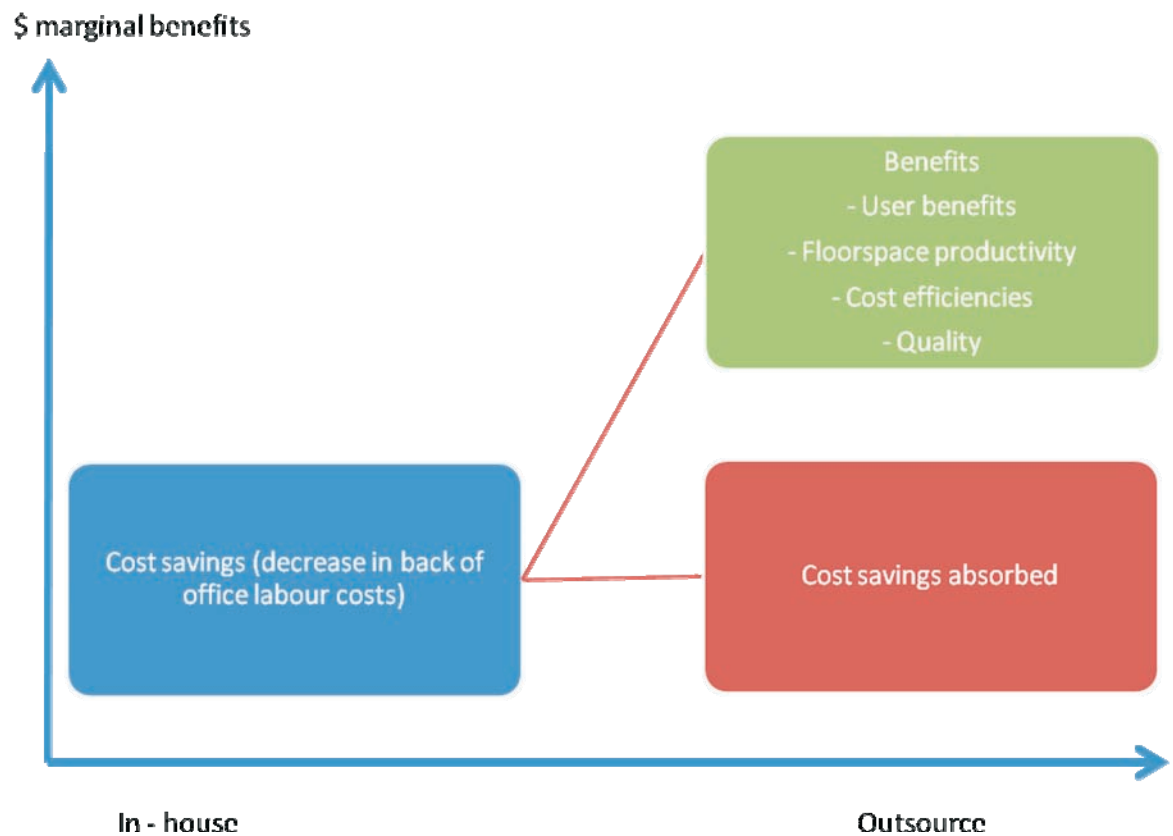 $ marginal benefits
Benefits
- User benefits
- Floorspace productivity
- Cost efficiencies
- Quality
Cost savings (decrease in back of
office labour costs)
Cost savings absorbed
In - house
Outsource